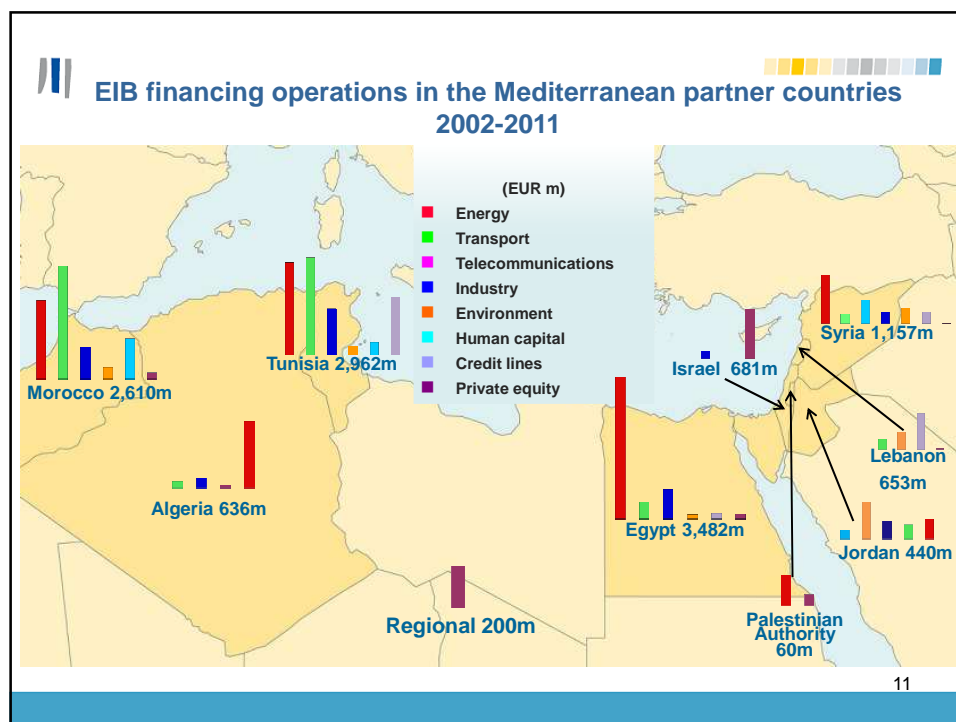 EIB financing operations in the Mediterranean partner countries
2002-2011
(EUR m)
Energy
Transport
Telecommunications
Industry
Environment
Human capital
Credit lines
Private equity
Morocco 2,610m
Tunisia 2,962m
Algeria 636m
Regional 200m
Israel 681m
Syria 1,157m
Egypt 3,482m
Lebanon
653m
Jordan 440m
Palestinian
Authority
60m
11